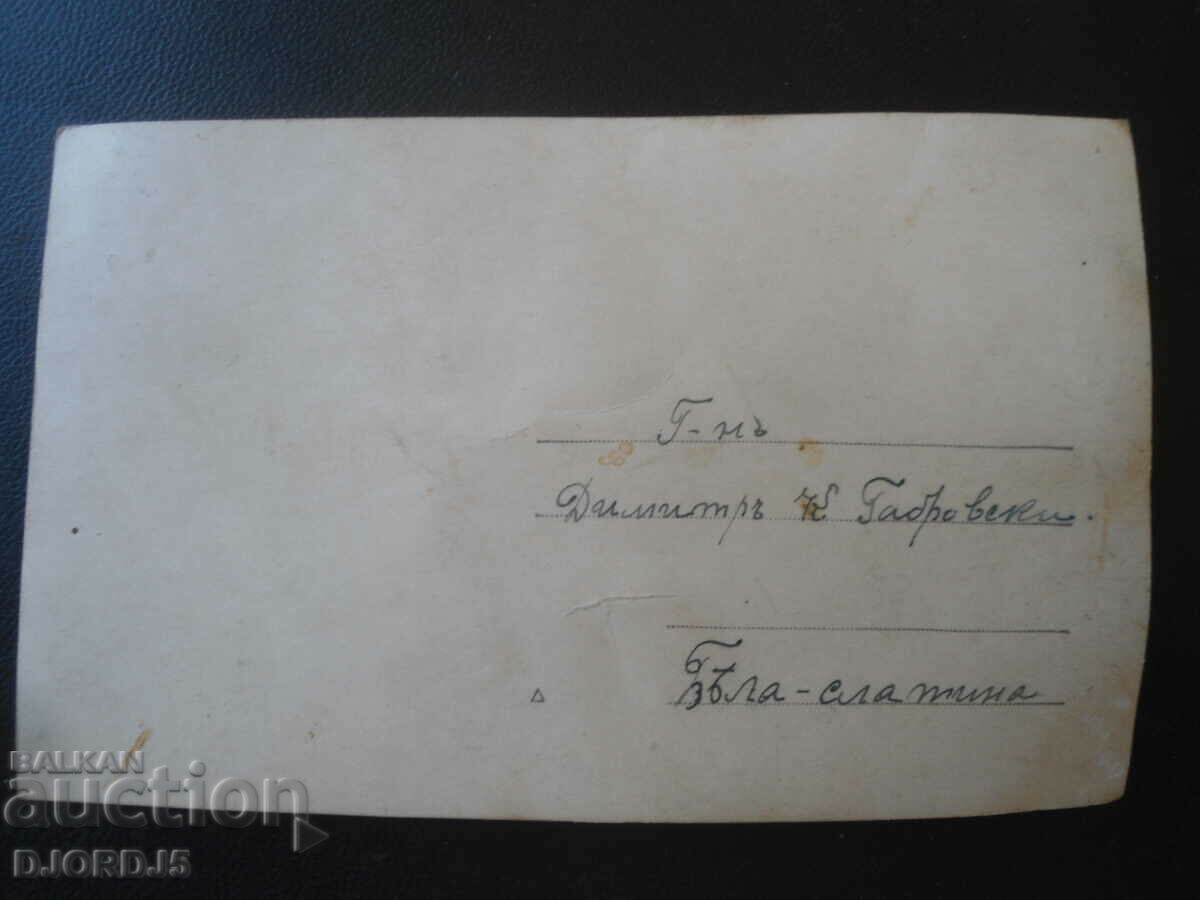 Г-нъ
Димитръ К Габровски.
Бѣла-слатина
BALKAN
auction
DJORDJ5